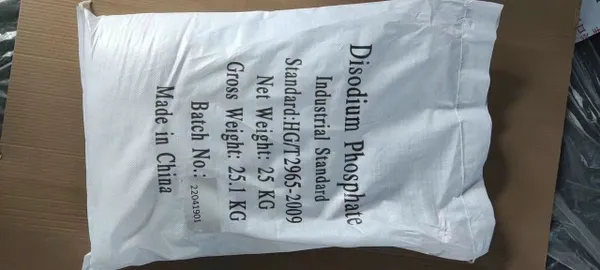 Disodium Phosphate
Industrial Standard
Standard:HG/T2965-2009
Net Weight: 25 KG
Gross Weight: 25.1 KG
Batch No.: 22041901
Made in China